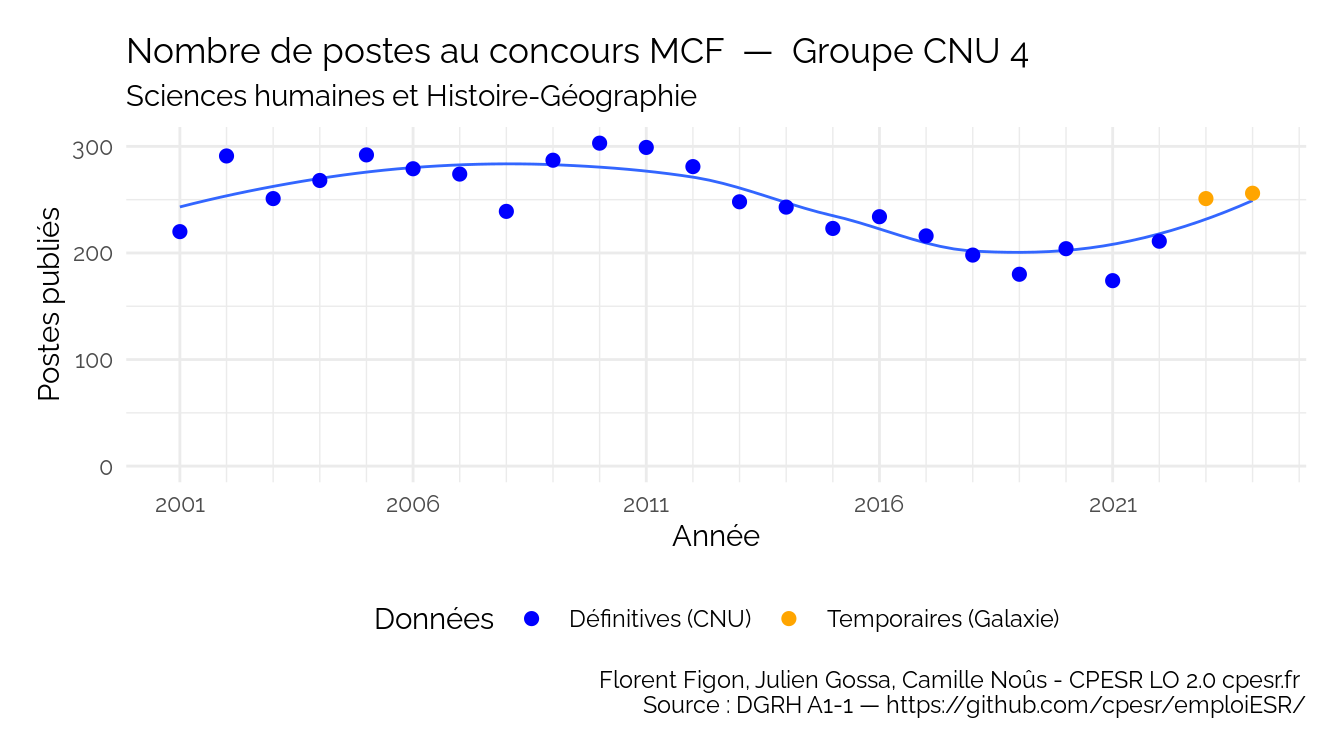 Nombre de postes au concours MCF — Groupe CNU 4
Sciences humaines et Histoire-Géographie
Postes publiés
300
200
100
0
2001 2006 2011 2016 2021
Année
Données Définitives (CNU) Temporaires (Galaxie)
Florent Figon, Julien Gossa, Camille Noûs - CPESR LO 2.0 cpesr.fr
Source : DGRH A1-1 — https://github.com/cpesr/emploiESR/